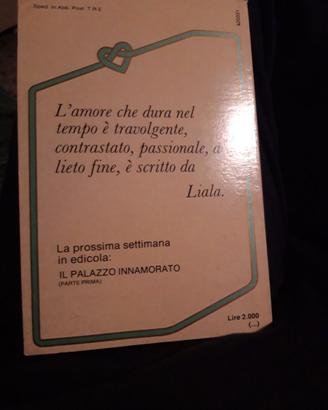 Sped. in Abb. Post. T R E
L'amore che dura nel
tempo è travolgente,
contrastato, passionale, a
lieto fine, è scritto da
Liala.
La prossima settimana
in edicola:
IL PALAZZO INNAMORATO
(PARTE PRIMA)
Lire 2.000
(...)